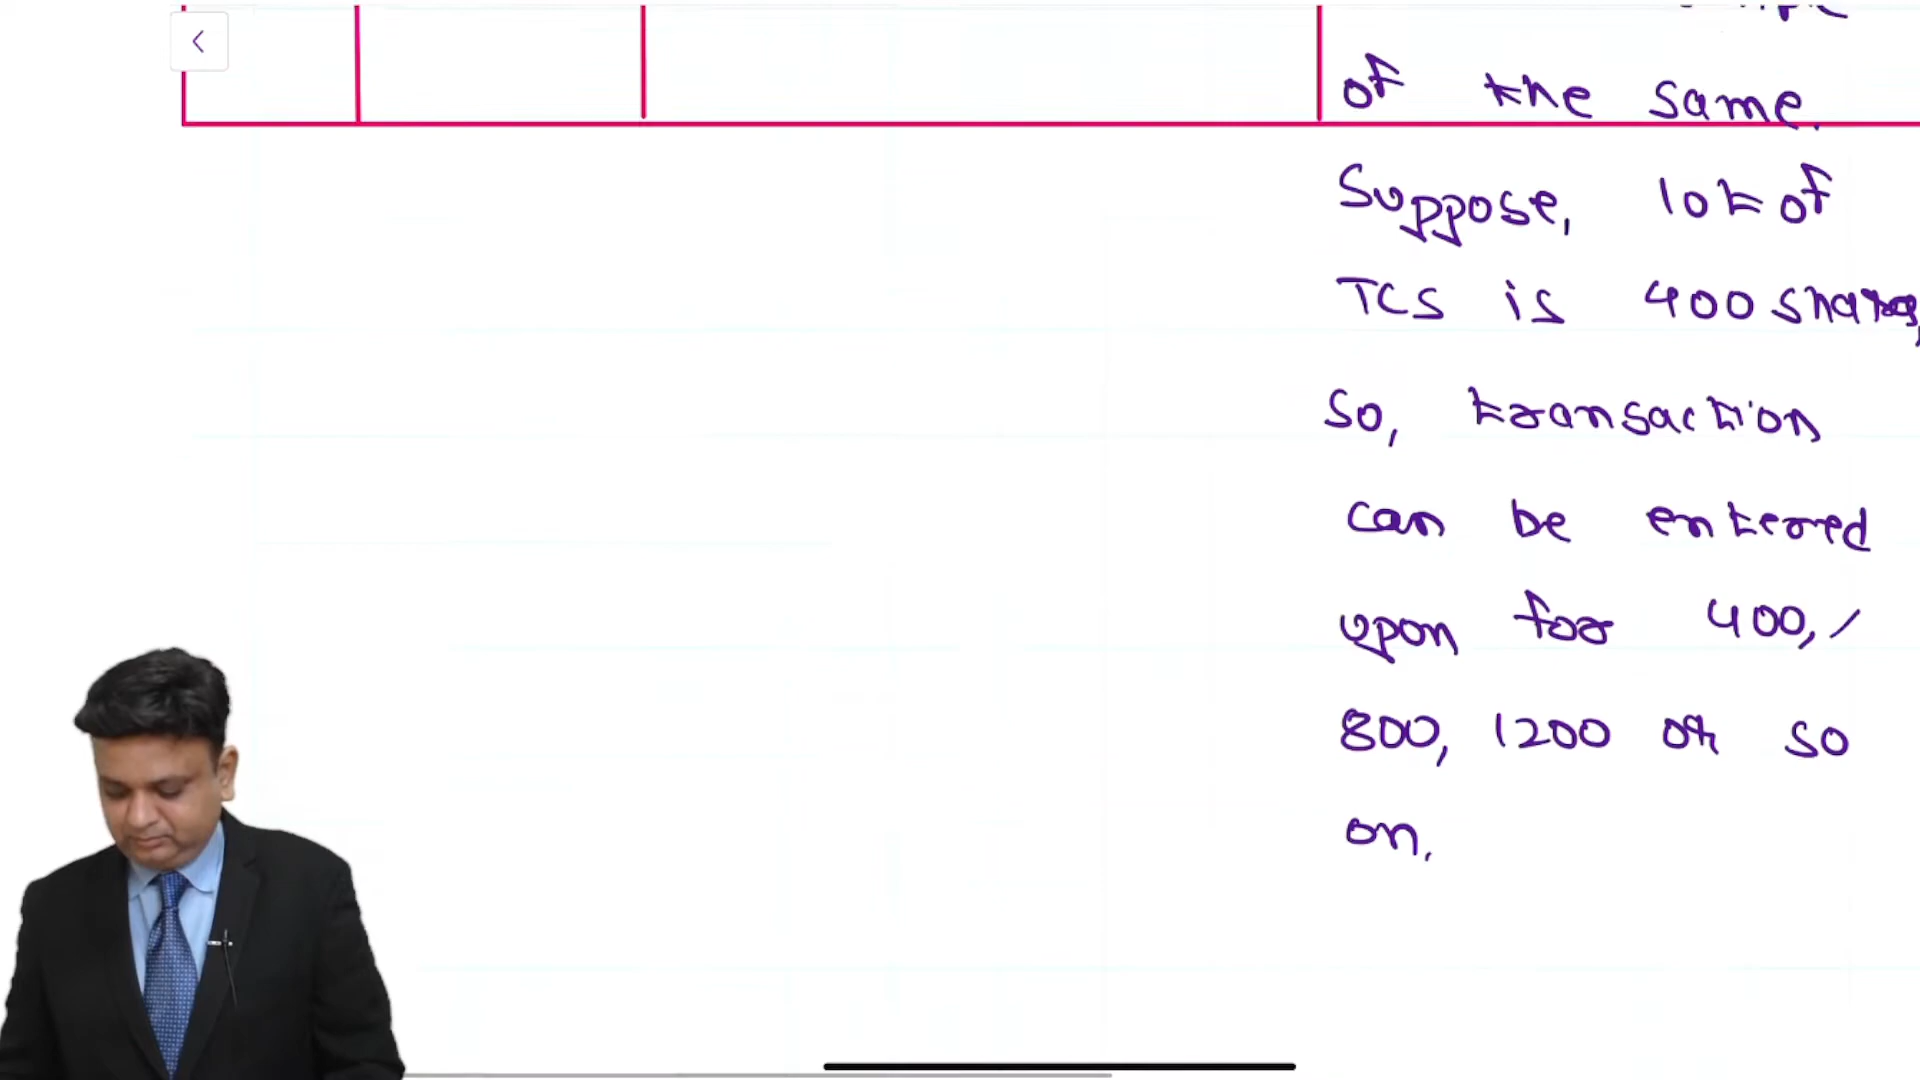 of the same.
Suppose, lot of
TCS is 400 shares,
so, transaction
can be entered
upon for 400,
800, 1200 or so
on.